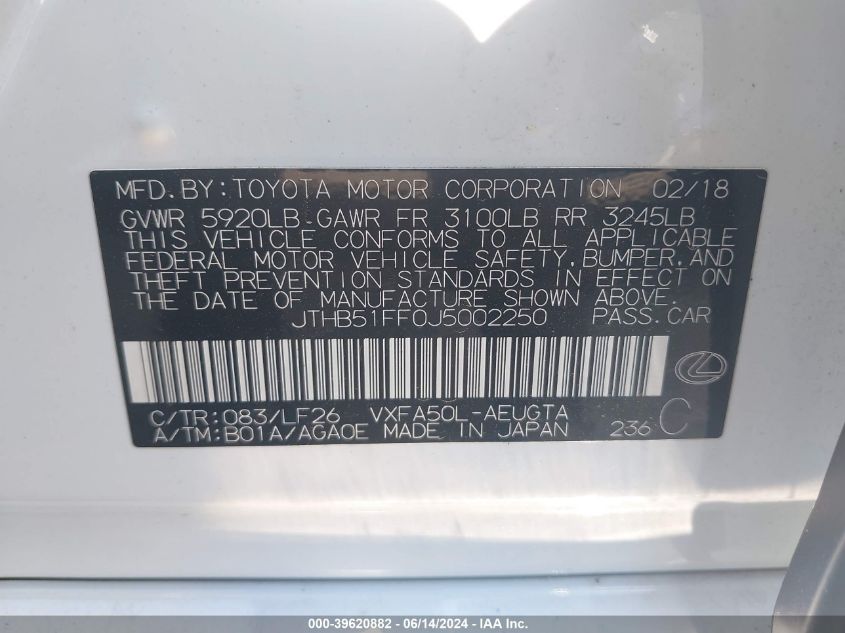 MFD.BY:TOYOTA MOTOR CORPORATION 02/18
GVWR 5920LB GAWR FR 3100LB RR 3245LB
THIS VEHICLE CONFORMS TO ALL APPLICABLE
FEDERAL MOTOR VEHICLE SAFETY,BUMPER,AND
THEFT PREVENTION STANDARDS IN EFFECT ON
THE DATE OF MANUFACTURE SHOWN ABOVE.
JTHB51FF0J5002250 PASS.CAR
C/TR:083/LF26 VXFA50L-AEUGTA
A/TM:B01A/AGA0E MADE IN JAPAN 236 C
000-39620882 - 06/14/2024 - IAA Inc.